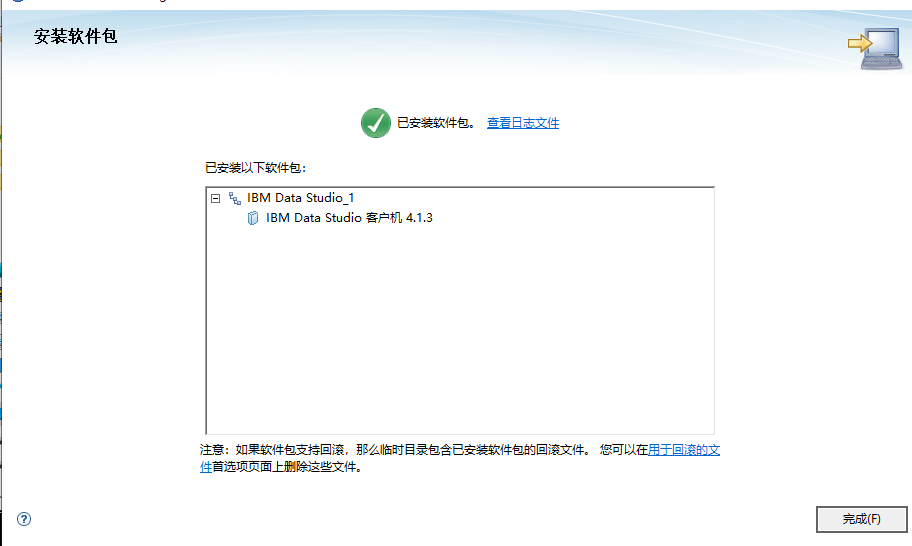 安装软件包
已安装软件包。 查看日志文件
已安装以下软件包：
IBM Data Studio_1
IBM Data Studio 客户机 4.1.3
注意：如果软件包支持回滚，那么临时目录包含已安装软件包的回滚文件。 您可以在用于回滚的文
件首选项页面上删除这些文件。
完成(F)